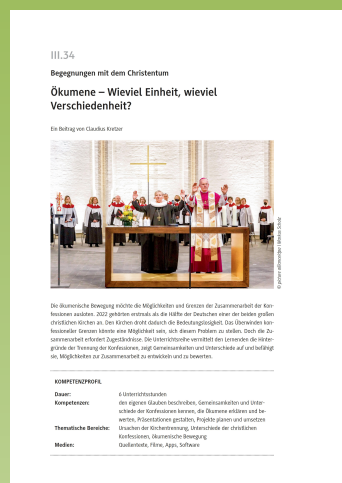 III.34
Begegnungen mit dem Christentum
Ökumene – Wieviel Einheit, wieviel
Verschiedenheit?
Ein Beitrag von Claudius Kretzer
© picture alliance/dpa | Markus Scholz
Die ökumenische Bewegung möchte die Möglichkeiten und Grenzen der Zusammenarbeit der Kon-
fessionen ausloten. 2022 gehörten erstmals als die Hälfte der Deutschen einer der beiden großen
christlichen Kirchen an. Den Kirchen droht dadurch die Bedeutungslosigkeit. Das Überwinden kon-
fessioneller Grenzen könnte eine Möglichkeit sein, sich diesem Problem zu stellen. Doch die Zu-
sammenarbeit erfordert Zugeständnisse. Die Unterrichtsreihe vermittelt den Lernenden die Hinter-
gründe der Trennung der Konfessionen, zeigt Gemeinsamkeiten und Unterschiede auf und befähigt
sie, Möglichkeiten zur Zusammenarbeit zu entwickeln und zu bewerten.
KOMPETENZPROFIL
Dauer: 6 Unterrichtsstunden
Kompetenzen: den eigenen Glauben beschreiben, Gemeinsamkeiten und Unter-
schiede der Konfessionen kennen, die Ökumene erklären und be-
werten, Präsentationen gestalten, Projekte planen und umsetzen
Thematische Bereiche: Ursachen der Kirchentrennung, Unterschiede der christlichen
Konfessionen, ökumenische Bewegung
Medien: Quellentexte, Filme, Apps, Software